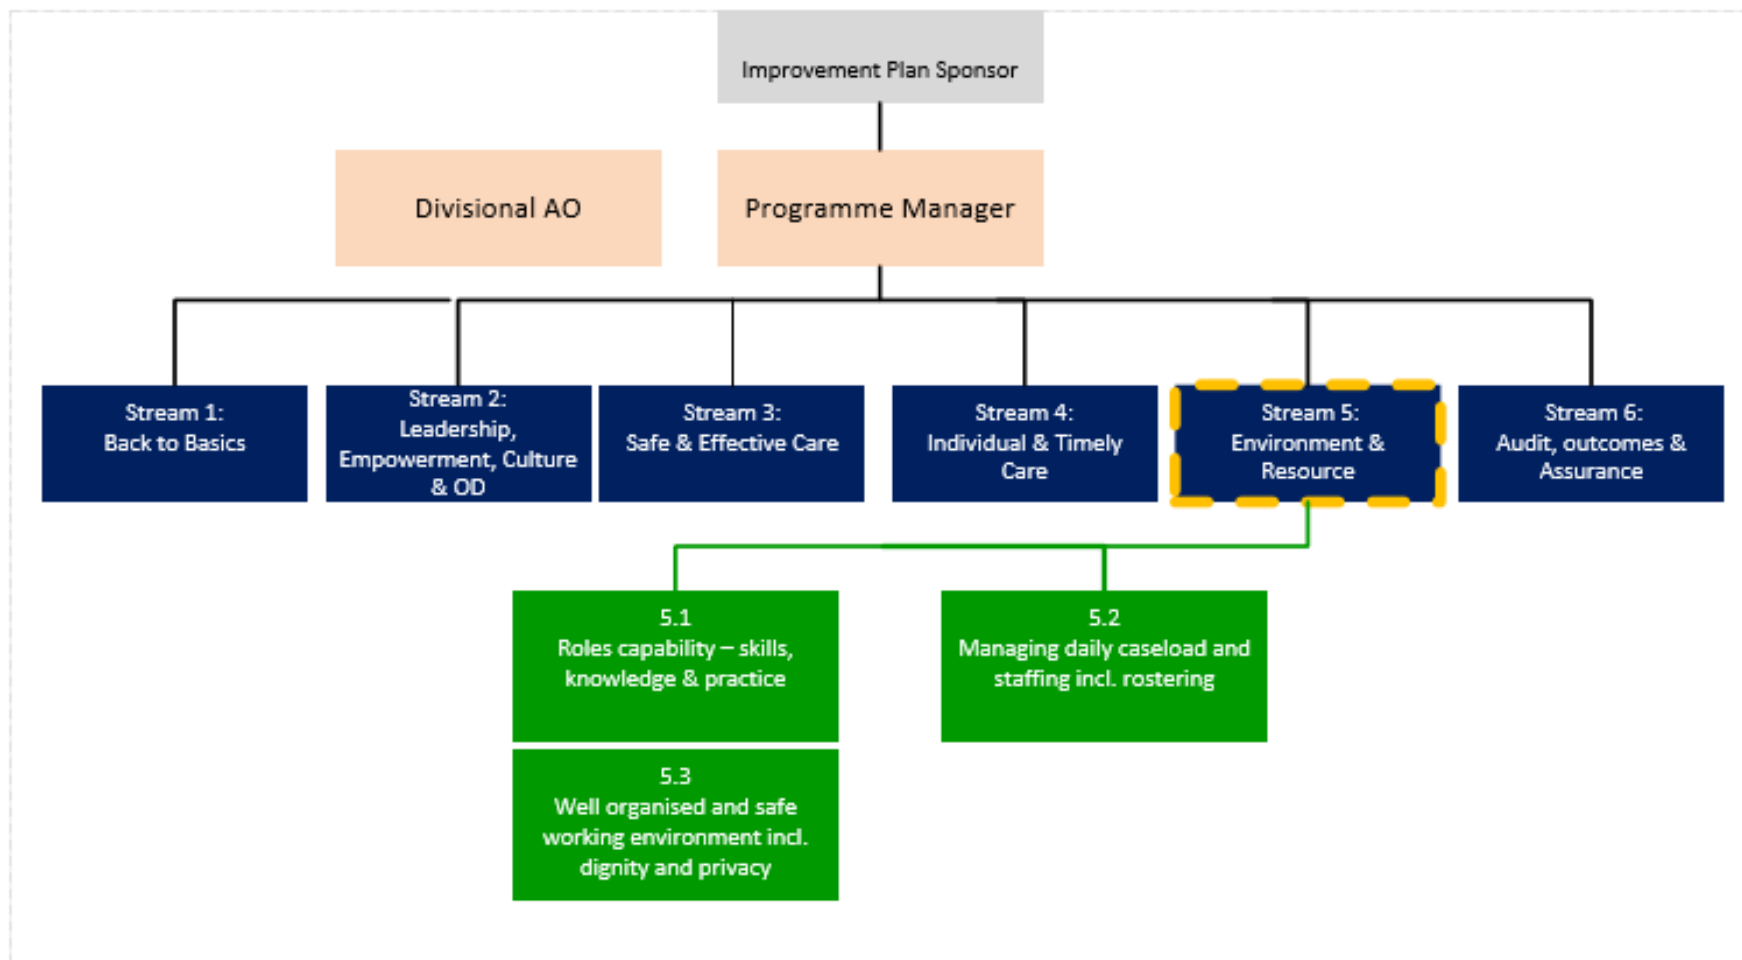 Improvement Plan Sponsor
Divisional AO
Programme Manager
Stream 1:
Back to Basics
Stream 2:
Leadership,
Empowerment, Culture
& OD
Stream 3:
Safe & Effective Care
Stream 4:
Individual & Timely
Care
Stream 5:
Environment &
Resource
Stream 6:
Audit, outcomes &
Assurance
5.1
Roles capability – skills,
knowledge & practice
5.2
Managing daily caseload and
staffing incl. rostering
5.3
Well organised and safe
working environment incl.
dignity and privacy